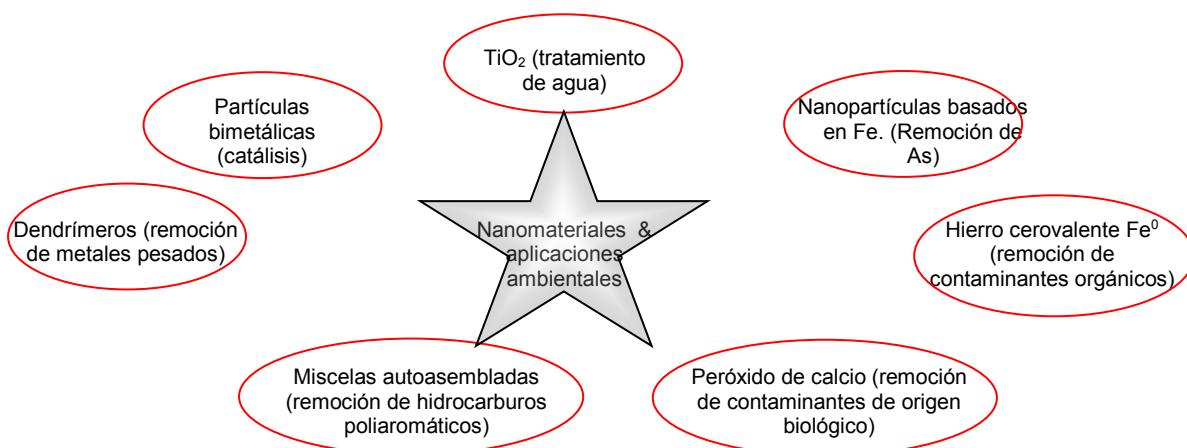 TiO₂ (tratamiento
de agua)
Partículas
bimetálicas
(catálisis)
Nanopartículas basados
en Fe. (Remoción de
As)
Dendrímeros (remoción
de metales pesados)
Nanomateriales &
aplicaciones
ambientales
Hierro cerovalente Fe⁰
(remoción de
contaminantes orgánicos)
Miscelas autoasembladas
(remoción de hidrocarburos
poliaromáticos)
Peróxido de calcio (remoción
de contaminantes de origen
biológico)